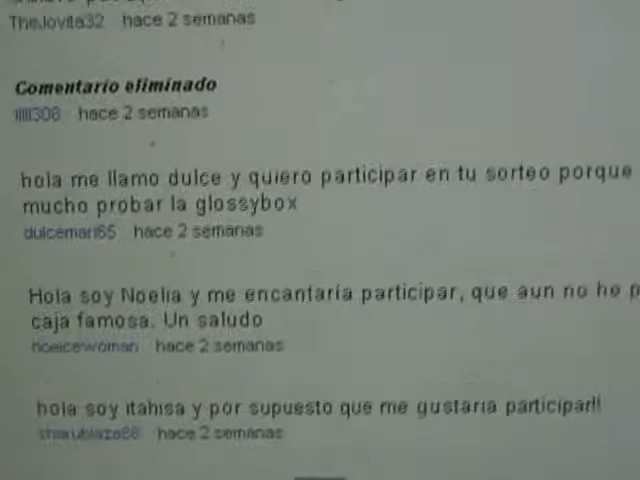 TheJovita32 hace 2 semanas
Comentario eliminado
hace 2 semanas
hola me llamo dulce y quiero participar en tu sorteo porque
mucho probar la glossybox
dulcemari65 hace 2 semanas
Hola soy Noelia y me encantaría participar, que aun no he p
caja famosa. Un saludo
noeicewoman hace 2 semanas
hola soy itahisa y por supuesto que me gustaria participar!!
hace 2 semanas